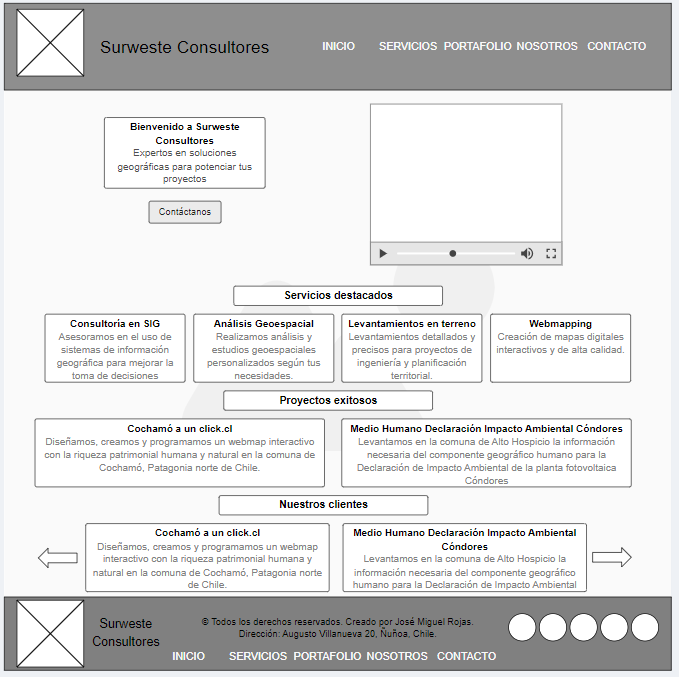 Surweste Consultores
INICIO SERVICIOS PORTAFOLIO NOSOTROS CONTACTO
Bienvenido a Surweste
Consultores
Expertos en soluciones
geográficas para potenciar tus
proyectos
Contáctanos
Servicios destacados
Consultoría en SIG
Asesoramos en el uso de
sistemas de información
geográfica para mejorar la
toma de decisiones
Análisis Geoespacial
Realizamos análisis y
estudios geoespaciales
personalizados según tus
necesidades.
Levantamientos en terreno
Levantamientos detallados y
precisos para proyectos de
ingeniería y planificación
territorial.
Webmapping
Creación de mapas digitales
interactivos y de alta calidad.
Proyectos exitosos
Cochamó a un click.cl
Diseñamos, creamos y programamos un webmap interactivo
con la riqueza patrimonial humana y natural en la comuna de
Cochamó, Patagonia norte de Chile.
Medio Humano Declaración Impacto Ambiental Cóndores
Levantamos en la comuna de Alto Hospicio la información
necesaria del componente geográfico humano para la
Declaración de Impacto Ambiental de la planta fotovoltaica
Cóndores
Nuestros clientes
Cochamó a un click.cl
Diseñamos, creamos y programamos un webmap
interactivo con la riqueza patrimonial humana y
natural en la comuna de Cochamó, Patagonia norte
de Chile.
Medio Humano Declaración Impacto Ambiental
Cóndores
Levantamos en la comuna de Alto Hospicio la
información necesaria del componente geográfico
humano para la Declaración de Impacto Ambiental
Surweste
Consultores
© Todos los derechos reservados. Creado por José Miguel Rojas.
Dirección: Augusto Villanueva 20, Ñuñoa, Chile.
INICIO SERVICIOS PORTAFOLIO NOSOTROS CONTACTO